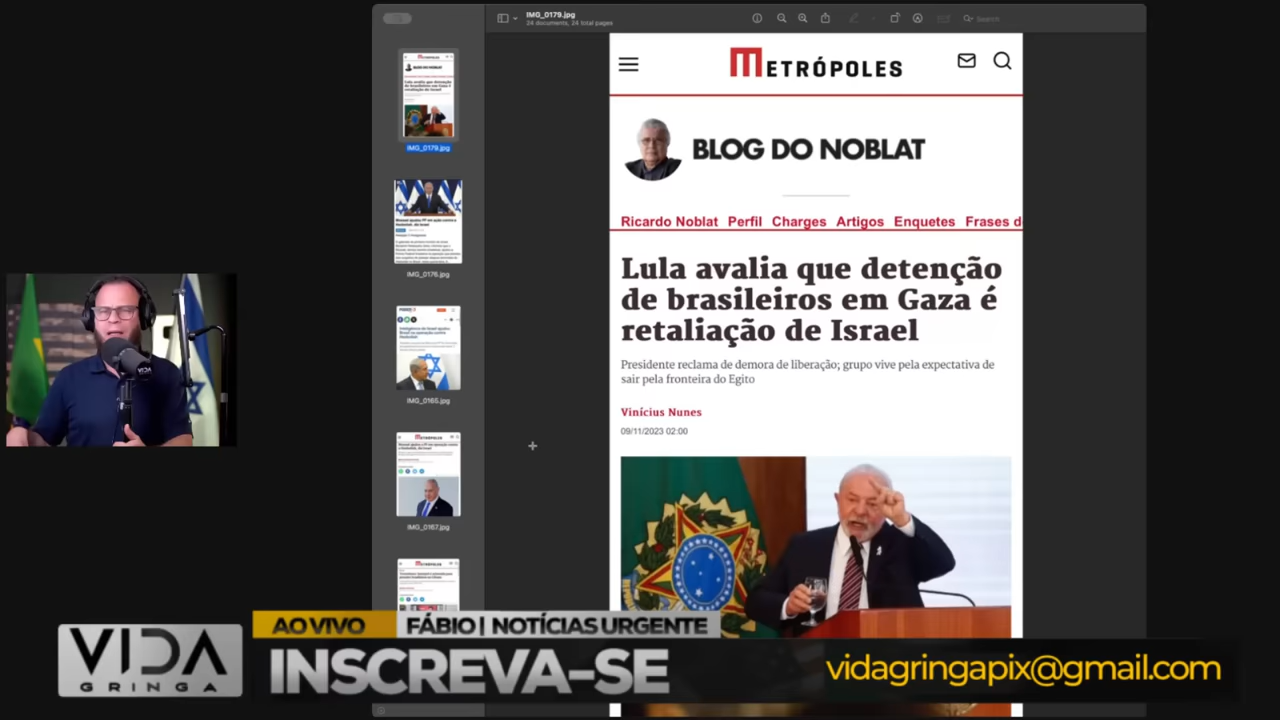 IMG_0179.jpg
24 documents, 24 total pages
Search
METRÓPOLES
BLOG DO NOBLAT
Ricardo Noblat Perfil Charges Artigos Enquetes Frases d
Lula avalia que detenção
de brasileiros em Gaza é
retaliação de Israel
Presidente reclama de demora de liberação; grupo vive pela expectativa de
sair pela fronteira do Egito
Vinícius Nunes
09/11/2023 02:00
IMG_0179.jpg
IMG_0176.jpg
IMG_0165.jpg
IMG_0167.jpg
AO VIVO
FÁBIO | NOTÍCIAS URGENTE
VIDA
GRINGA
INSCREVA-SE
vidagringapix@gmail.com